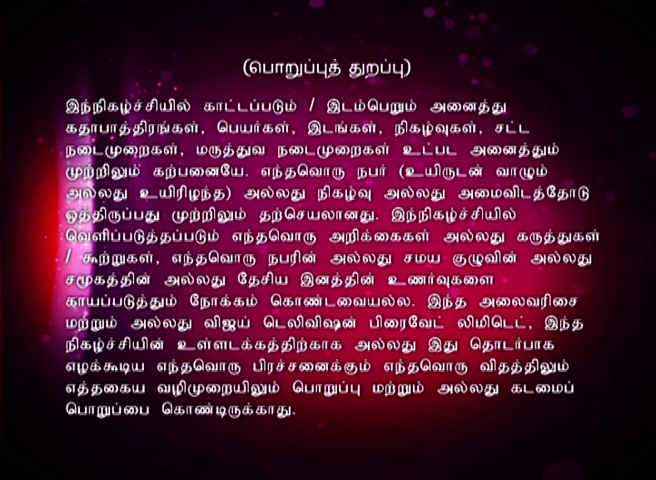 (பொறுப்புத் துறப்பு)
இந்நிகழ்ச்சியில் காட்டப்படும் / இடம்பெறும் அனைத்து
கதாபாத்திரங்கள், பெயர்கள், இடங்கள், நிகழ்வுகள், சட்ட
நடைமுறைகள், மருத்துவ நடைமுறைகள் உட்பட அனைத்தும்
முற்றிலும் கற்பனையே. எந்தவொரு நபர் (உயிருடன் வாழும்
அல்லது உயிரிழந்த) அல்லது நிகழ்வு அல்லது அமைவிடத்தோடு
ஒத்திருப்பது முற்றிலும் தற்செயலானது. இந்நிகழ்ச்சியில்
வெளிப்படுத்தப்படும் எந்தவொரு அறிக்கைகள் அல்லது கருத்துகள்
/ கூற்றுகள், எந்தவொரு நபரின் அல்லது சமய குழுவின் அல்லது
சமூகத்தின் அல்லது தேசிய இனத்தின் உணர்வுகளை
காயப்படுத்தும் நோக்கம் கொண்டவையல்ல. இந்த அலைவரிசை
மற்றும் அல்லது விஜய் டெலிவிஷன் பிரைவேட் லிமிடெட், இந்த
நிகழ்ச்சியின் உள்ளடக்கத்திற்காக அல்லது இது தொடர்பாக
எழக்கூடிய எந்தவொரு பிரச்சனைக்கும் எந்தவொரு விதத்திலும்
எத்தகைய வழிமுறையிலும் பொறுப்பு மற்றும் அல்லது கடமைப்
பொறுப்பை கொண்டிருக்காது.